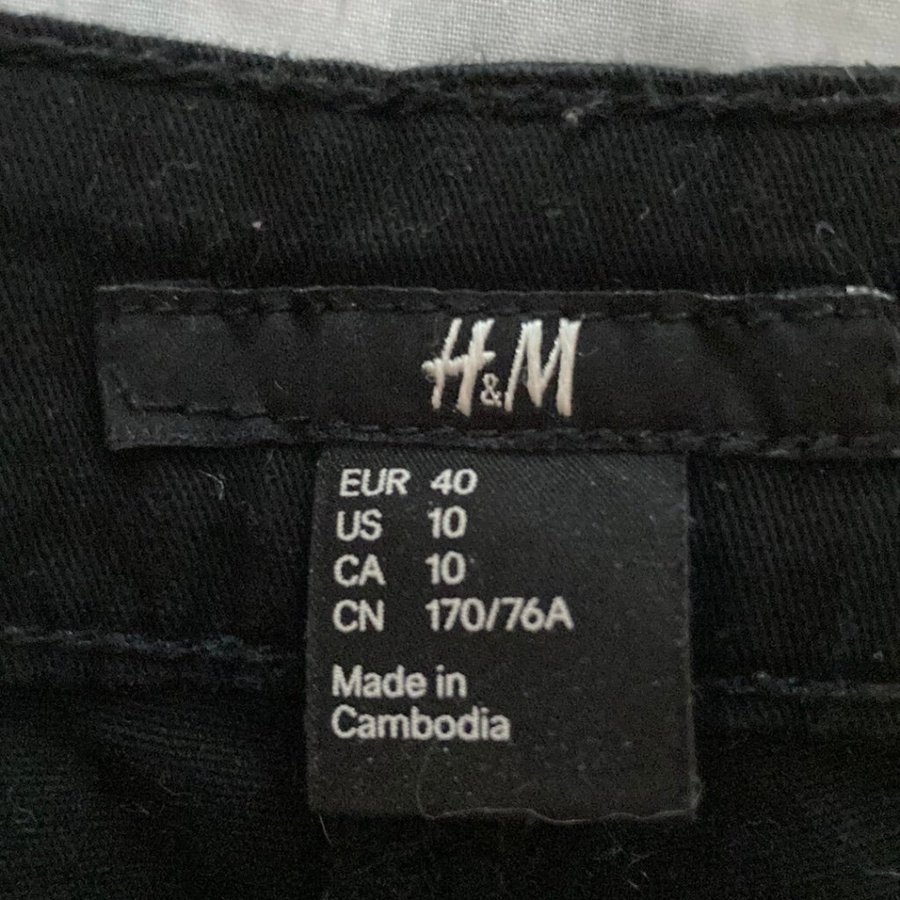 H&M
EUR 40
US 10
CA 10
CN 170/76A
Made in
Cambodia